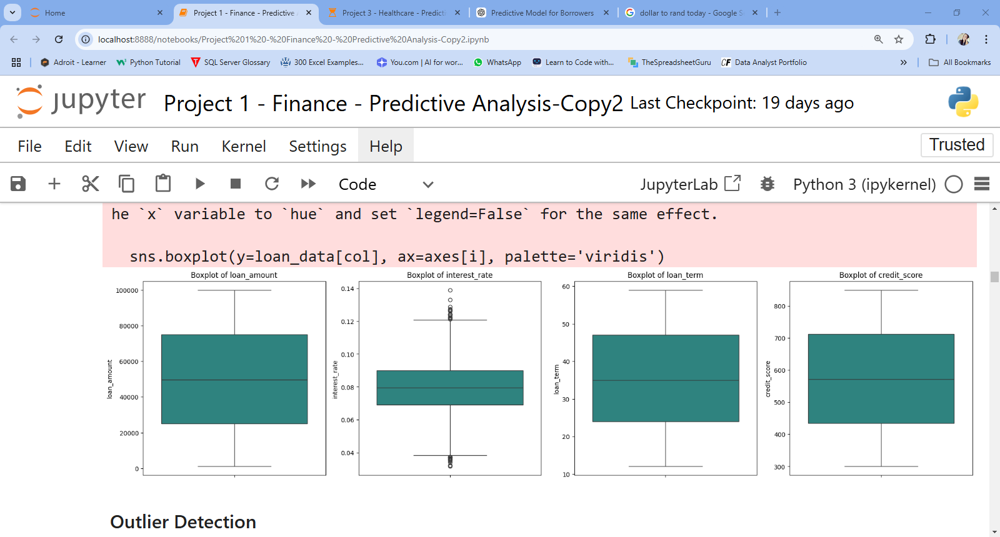 Home
Project 1 - Finance - Predictive
Project 3 - Healthcare - Predicti
Predictive Model for Borrowers
dollar to rand today - Google S
localhost:8888/notebooks/Project%201%20-%20Finance%20-%20Predictive%20Analysis-Copy2.ipynb
Adroit - Learner
Python Tutorial
SQL Server Glossary
300 Excel Examples...
You.com | AI for wor...
WhatsApp
Learn to Code with...
TheSpreadsheetGuru
CF Data Analyst Portfolio
All Bookmarks
jupyter Project 1 - Finance - Predictive Analysis-Copy2 Last Checkpoint: 19 days ago
File Edit View Run Kernel Settings Help Trusted
Code JupyterLab Python 3 (ipykernel)
he `x` variable to `hue` and set `legend=False` for the same effect.
sns.boxplot(y=loan_data[col], ax=axes[i], palette='viridis')
Boxplot of loan_amount
100000
80000
60000
40000
20000
0
loan_amount
Boxplot of interest_rate
0.14
0.12
0.10
0.08
0.06
0.04
interest_rate
Boxplot of loan_term
60
50
40
30
20
10
loan_term
Boxplot of credit_score
800
700
600
500
400
300
credit_score
Outlier Detection